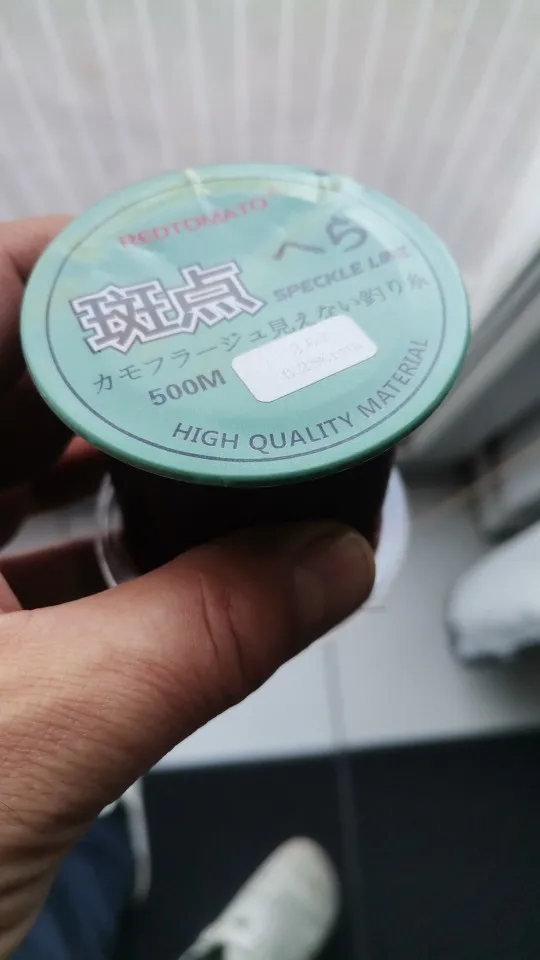 REDTOMATO
へら
斑点
SPECKLE LINE
カモフラージュ見えない釣り糸
500M
HIGH QUALITY MATERIAL